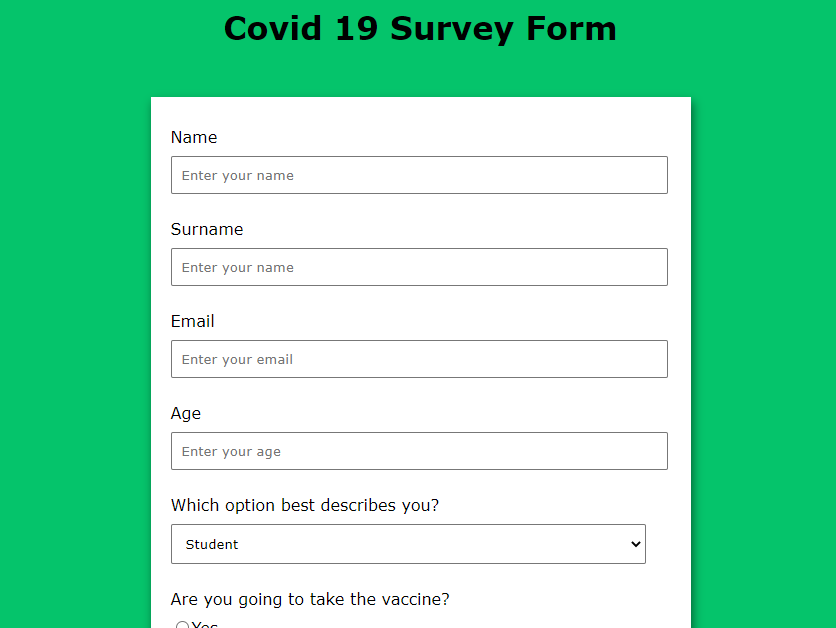 Covid 19 Survey Form
Name
Enter your name
Surname
Enter your name
Email
Enter your email
Age
Enter your age
Which option best describes you?
Student
Are you going to take the vaccine?
Yes